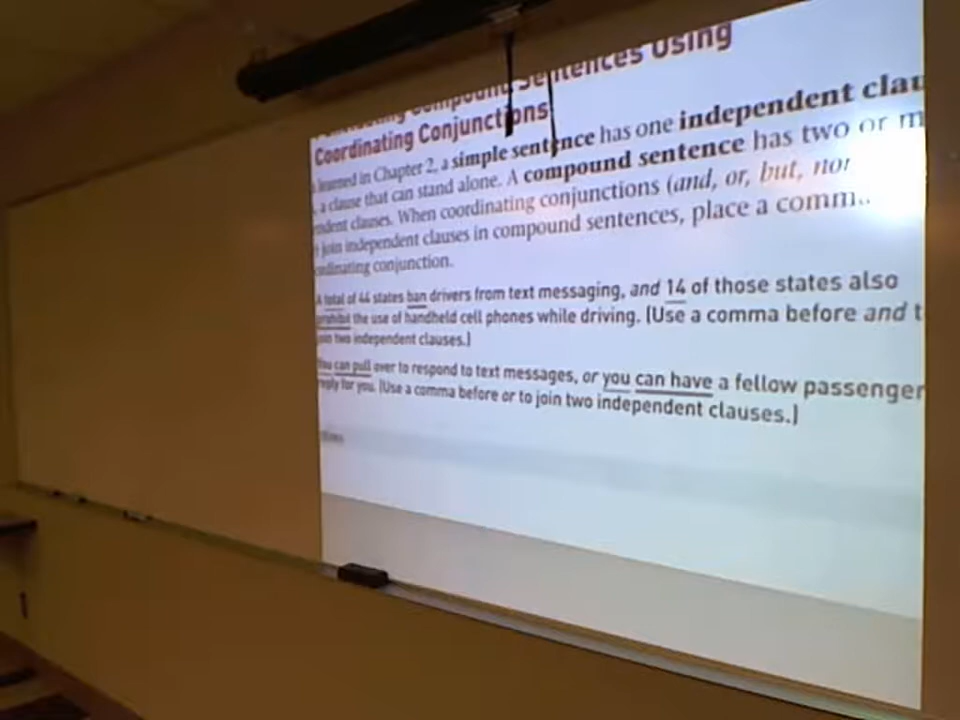 Compound Sentences Using
Coordinating Conjunctions
learned in Chapter 2, a simple sentence has one independent clau
, a clause that can stand alone. A compound sentence has two or m
ndent clauses. When coordinating conjunctions (and, or, but, nor
join independent clauses in compound sentences, place a comm
rdinating conjunction.
A total of 44 states ban drivers from text messaging, and 14 of those states also
prohibit the use of handheld cell phones while driving. (Use a comma before and t
join two independent clauses.)
You can pull over to respond to text messages, or you can have a fellow passenger
reply for you. (Use a comma before or to join two independent clauses.)